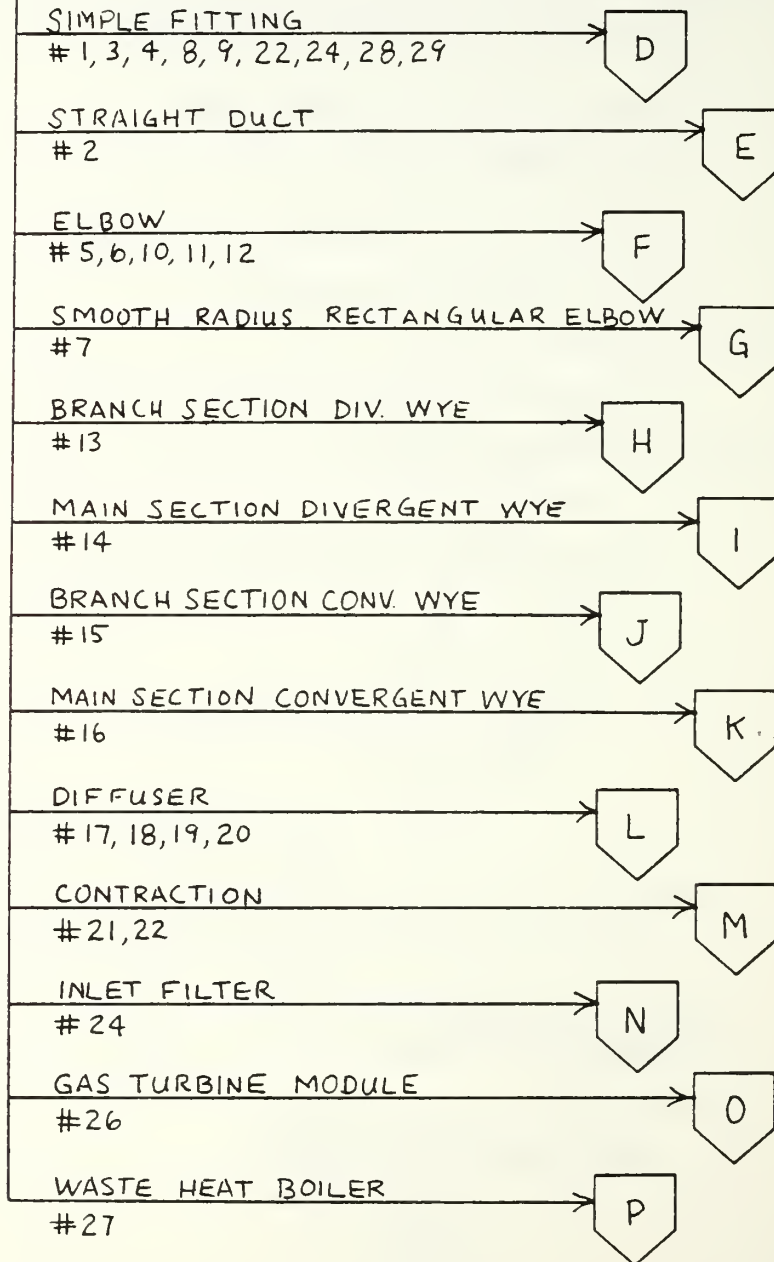 SIMPLE FITTING
# 1, 3, 4, 8, 9, 22, 24, 28, 29
D
STRAIGHT DUCT
# 2
E
ELBOW
# 5, 6, 10, 11, 12
F
SMOOTH RADIUS RECTANGULAR ELBOW
#7
G
BRANCH SECTION DIV. WYE
#13
H
MAIN SECTION DIVERGENT WYE
#14
I
BRANCH SECTION CONV. WYE
#15
J
MAIN SECTION CONVERGENT WYE
#16
K
DIFFUSER
# 17, 18, 19, 20
L
CONTRACTION
#21, 22
M
INLET FILTER
# 24
N
GAS TURBINE MODULE
#26
O
WASTE HEAT BOILER
#27
P